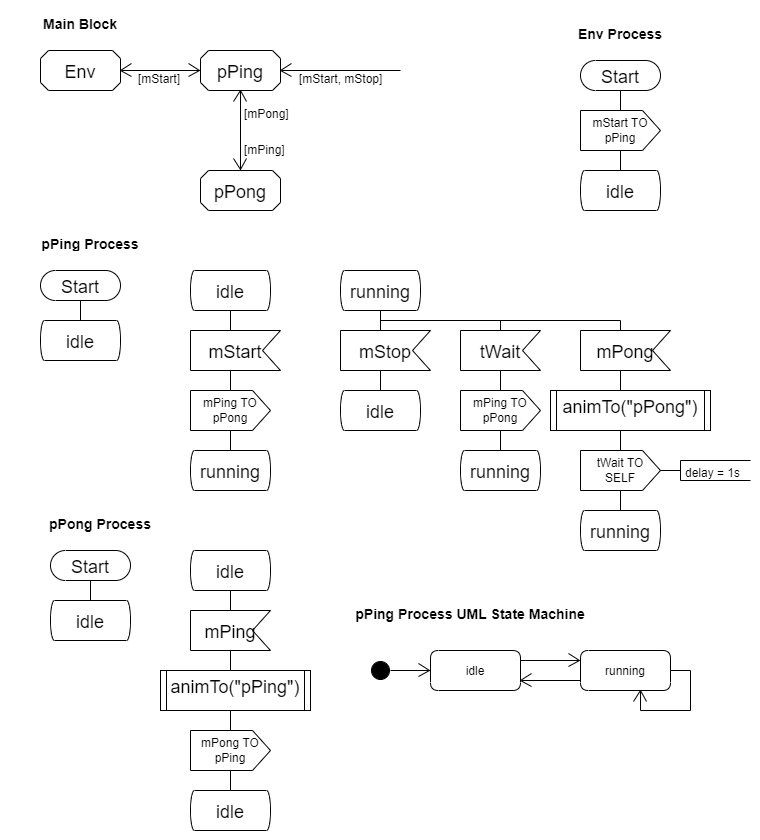 Main Block
Env
pPing
[mStart]
[mStart, mStop]
[mPong]
[mPing]
pPong
Env Process
Start
mStart TO
pPing
idle
pPing Process
Start
idle
idle
mStart
mPing TO
pPong
running
running
mStop
idle
tWait
mPing TO
pPong
running
mPong
animTo("pPong")
tWait TO
SELF
delay = 1s
running
pPong Process
Start
idle
idle
mPing
animTo("pPing")
mPong TO
pPing
idle
pPing Process UML State Machine
idle
running